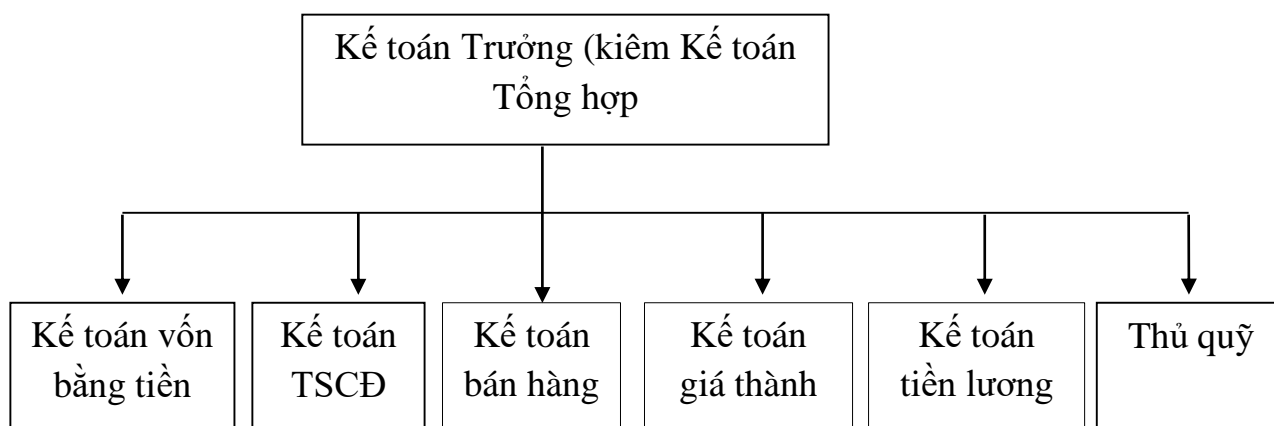 Kế toán Trưởng (kiêm Kế toán
Tổng hợp
Kế toán vốn
bằng tiền
Kế toán
TSCĐ
Kế toán
bán hàng
Kế toán
giá thành
Kế toán
tiền lương
Thủ quỹ